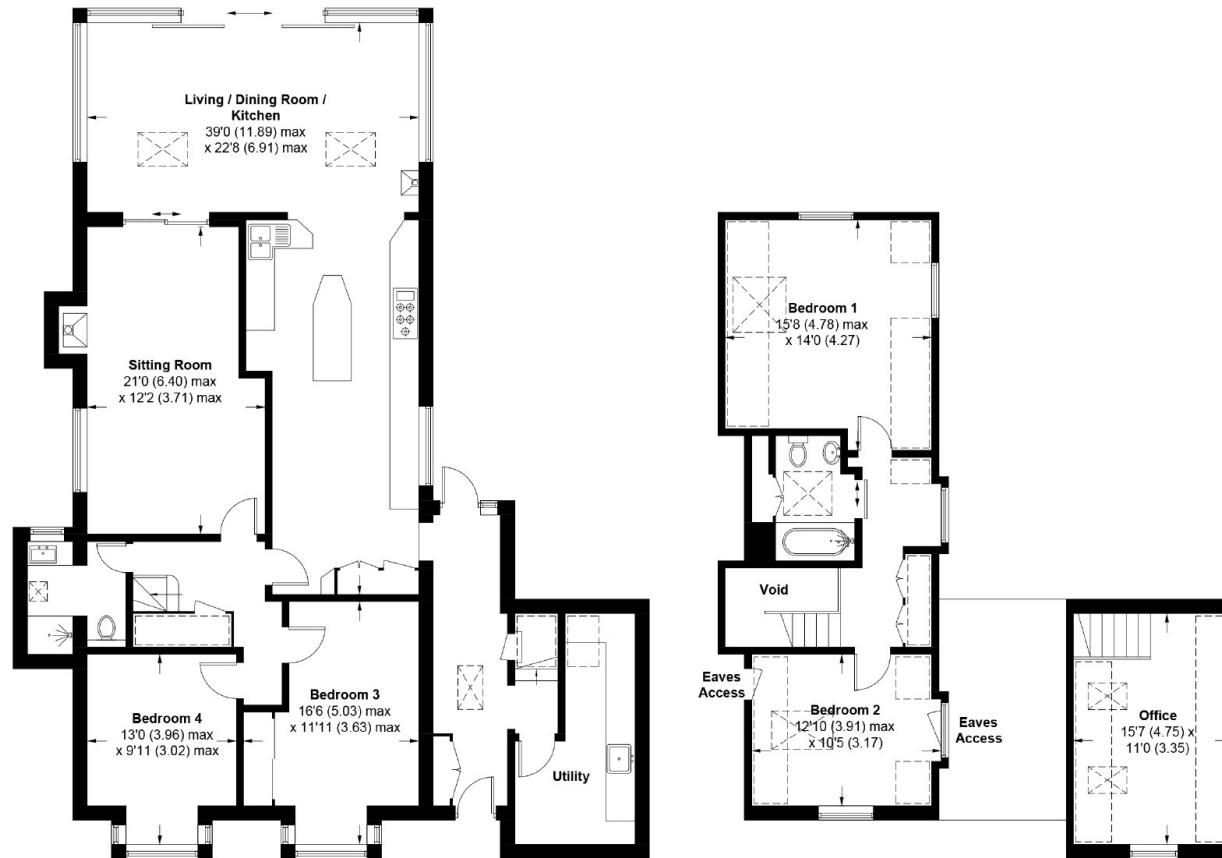 Living / Dining Room /
Kitchen
39'0 (11.89) max
x 22'8 (6.91) max
Sitting Room
21'0 (6.40) max
x 12'2 (3.71) max
Bedroom 4
13'0 (3.96) max
x 9'11 (3.02) max
Bedroom 3
16'6 (5.03) max
x 11'11 (3.63) max
Utility
Bedroom 1
15'8 (4.78) max
x 14'0 (4.27)
Void
Eaves
Access
Bedroom 2
12'10 (3.91) max
x 10'5 (3.17)
Eaves
Access
Office
15'7 (4.75) x
11'0 (3.35)